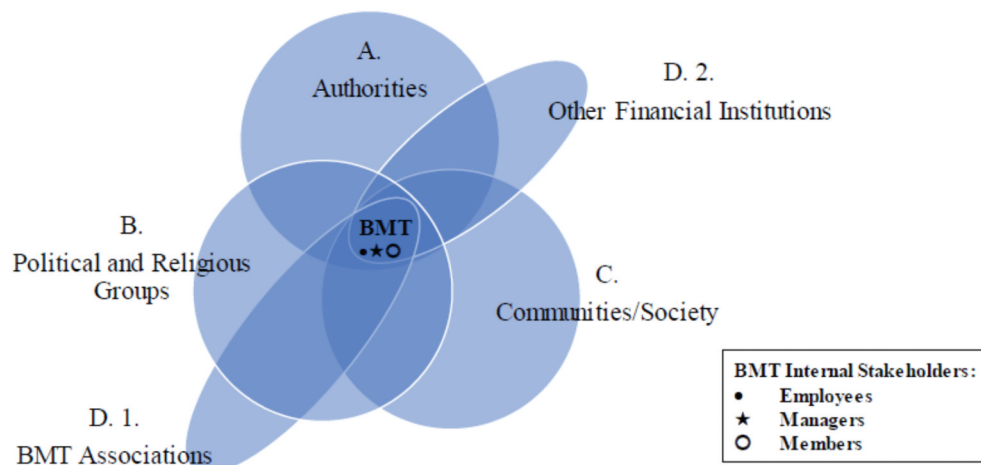 A.
Authorities
D. 2.
Other Financial Institutions
B.
Political and Religious
Groups
BMT
C.
Communities/Society
D. 1.
BMT Associations
BMT Internal Stakeholders:
• Employees
★ Managers
○ Members